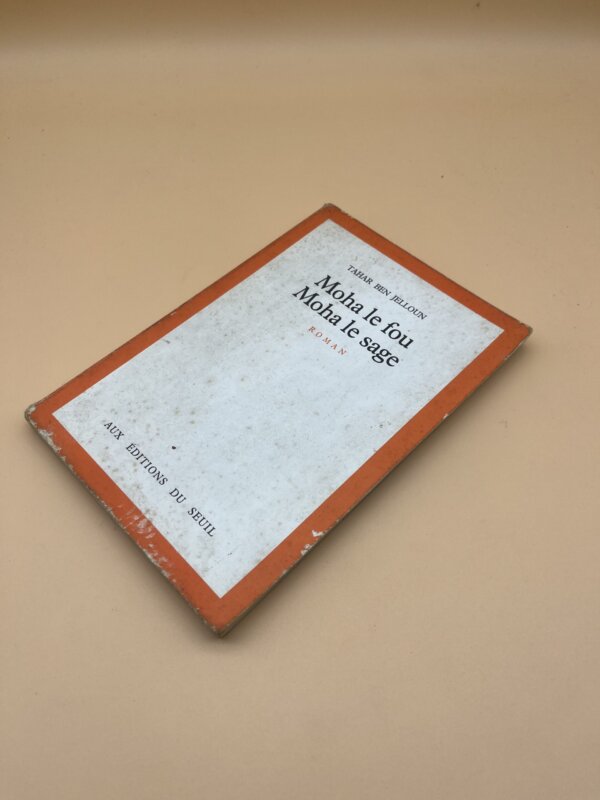 TAHAR BEN JELLOUN
Moha le fou
Moha le sage
ROMAN
AUX ÉDITIONS DU SEUIL